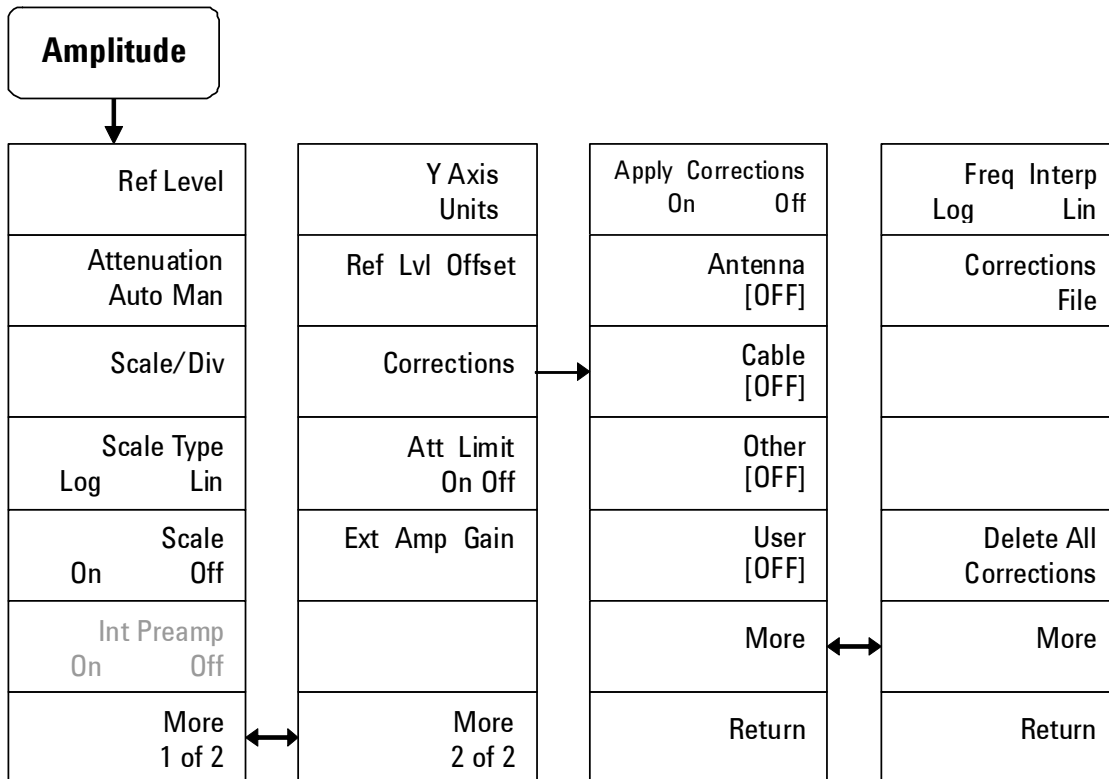 Amplitude
Ref Level
Attenuation
Auto Man
Scale/Div
Scale Type
Log Lin
Scale
On Off
Int Preamp
On Off
More
1 of 2
Y Axis
Units
Ref Lvl Offset
Corrections
Att Limit
On Off
Ext Amp Gain
More
2 of 2
Apply Corrections
On Off
Antenna
[OFF]
Cable
[OFF]
Other
[OFF]
User
[OFF]
More
Return
Freq Interp
Log Lin
Corrections
File
Delete All
Corrections
More
Return